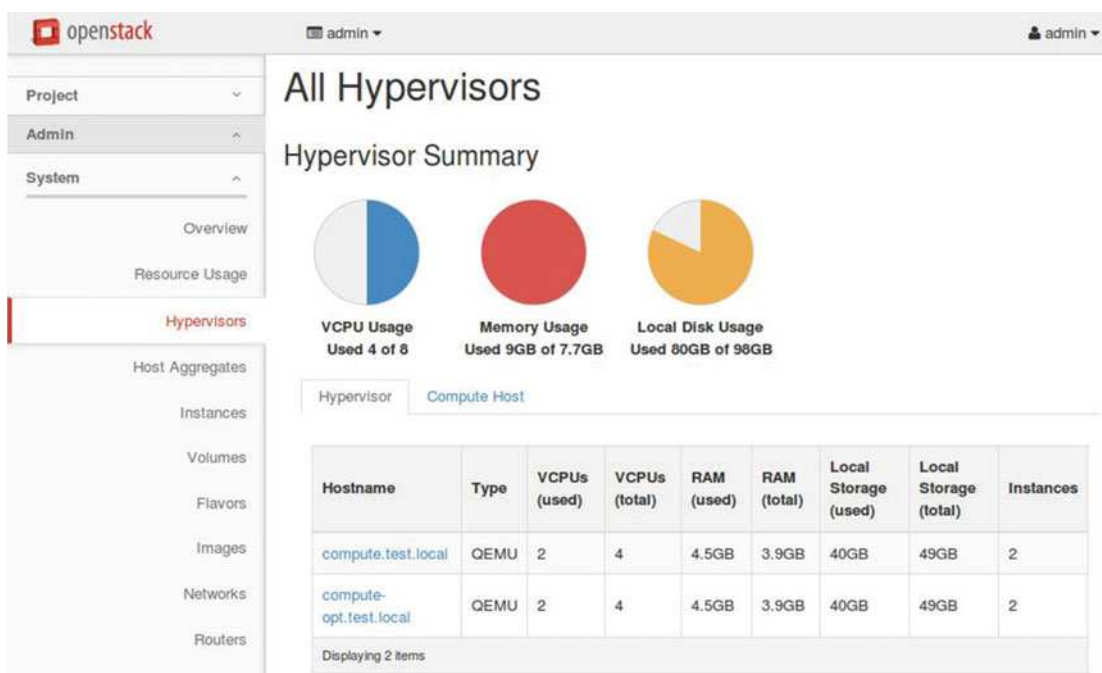 openstack
admin
admin
Project
Admin
System
Overview
Resource Usage
Hypervisors
Host Aggregates
Instances
Volumes
Flavors
Images
Networks
Routers
All Hypervisors
Hypervisor Summary
VCPU Usage
Used 4 of 8
Memory Usage
Used 9GB of 7.7GB
Local Disk Usage
Used 80GB of 98GB
Hypervisor Compute Host
Hostname Type VCPUs (used) VCPUs (total) RAM (used) RAM (total) Local Storage (used) Local Storage (total) Instances
compute.test.local QEMU 2 4 4.5GB 3.9GB 40GB 49GB 2
compute-opt.test.local QEMU 2 4 4.5GB 3.9GB 40GB 49GB 2
Displaying 2 items